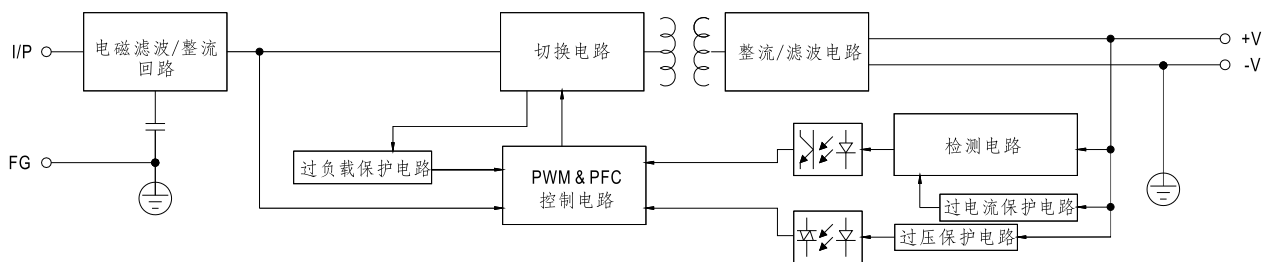 I/P
电磁滤波/整流
回路
切换电路
整流/滤波电路
+V
-V
FG
过负载保护电路
PWM & PFC
控制电路
检测电路
过电流保护电路
过压保护电路